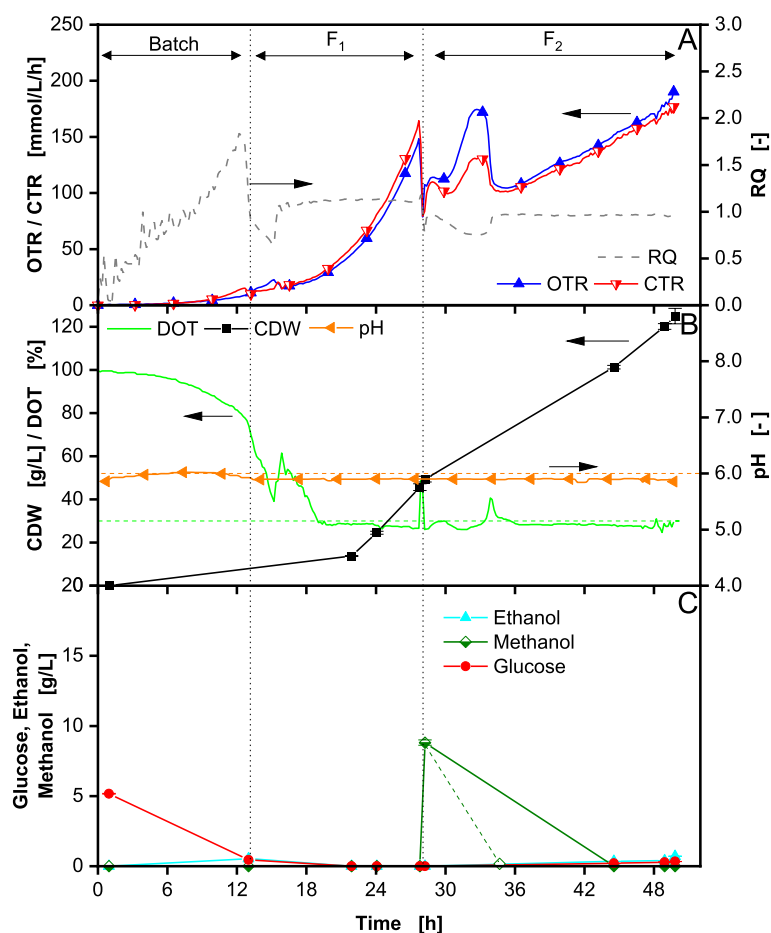 Batch F1 F2 A
250
200
150
100
50
0
OTR / CTR [mmol/L/h]
3.0
2.5
2.0
1.5
1.0
0.5
0.0
RQ [-]
RQ
OTR CTR
B
DOT CDW pH
120
100
80
60
40
20
20
CDW [g/L] / DOT [%]
8.0
7.0
6.0
5.0
4.0
pH [-]
C
Ethanol
Methanol
Glucose
15
10
5
0
Glucose, Ethanol,
Methanol [g/L]
0 6 12 18 24 30 36 42 48
Time [h]